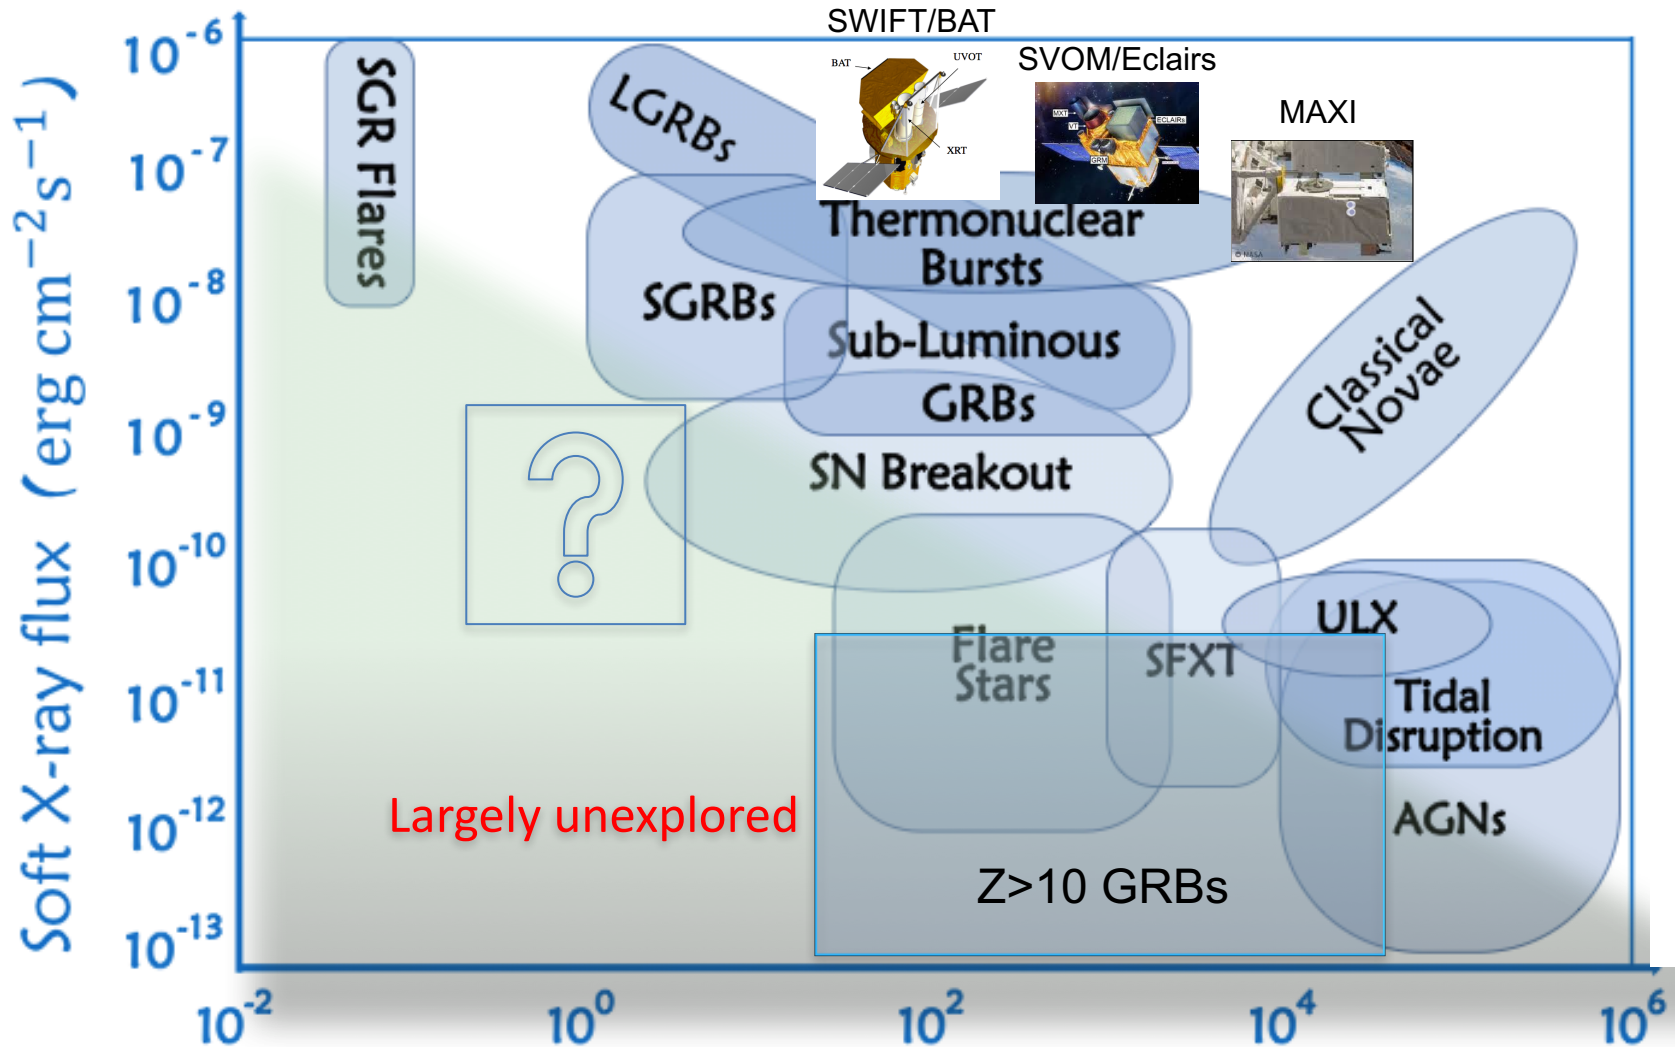 SWIFT/BAT
BAT
UVOT
XRT
SVOM/Eclairs
MXT
VT
ECLAIRs
GRM
MAXI
© NASA
Soft X-ray flux (erg cm⁻² s⁻¹)
10⁻⁶
10⁻⁷
10⁻⁸
10⁻⁹
10⁻¹⁰
10⁻¹¹
10⁻¹²
10⁻¹³
SGR Flares
LGRBs
Thermonuclear
Bursts
SGRBs
Sub-Luminous
GRBs
Classical
Novae
SN Breakout
?
ULX
Flare
Stars
SFXT
Tidal
Disruption
Largely unexplored
AGNs
Z>10 GRBs
10⁻²
10⁰
10²
10⁴
10⁶